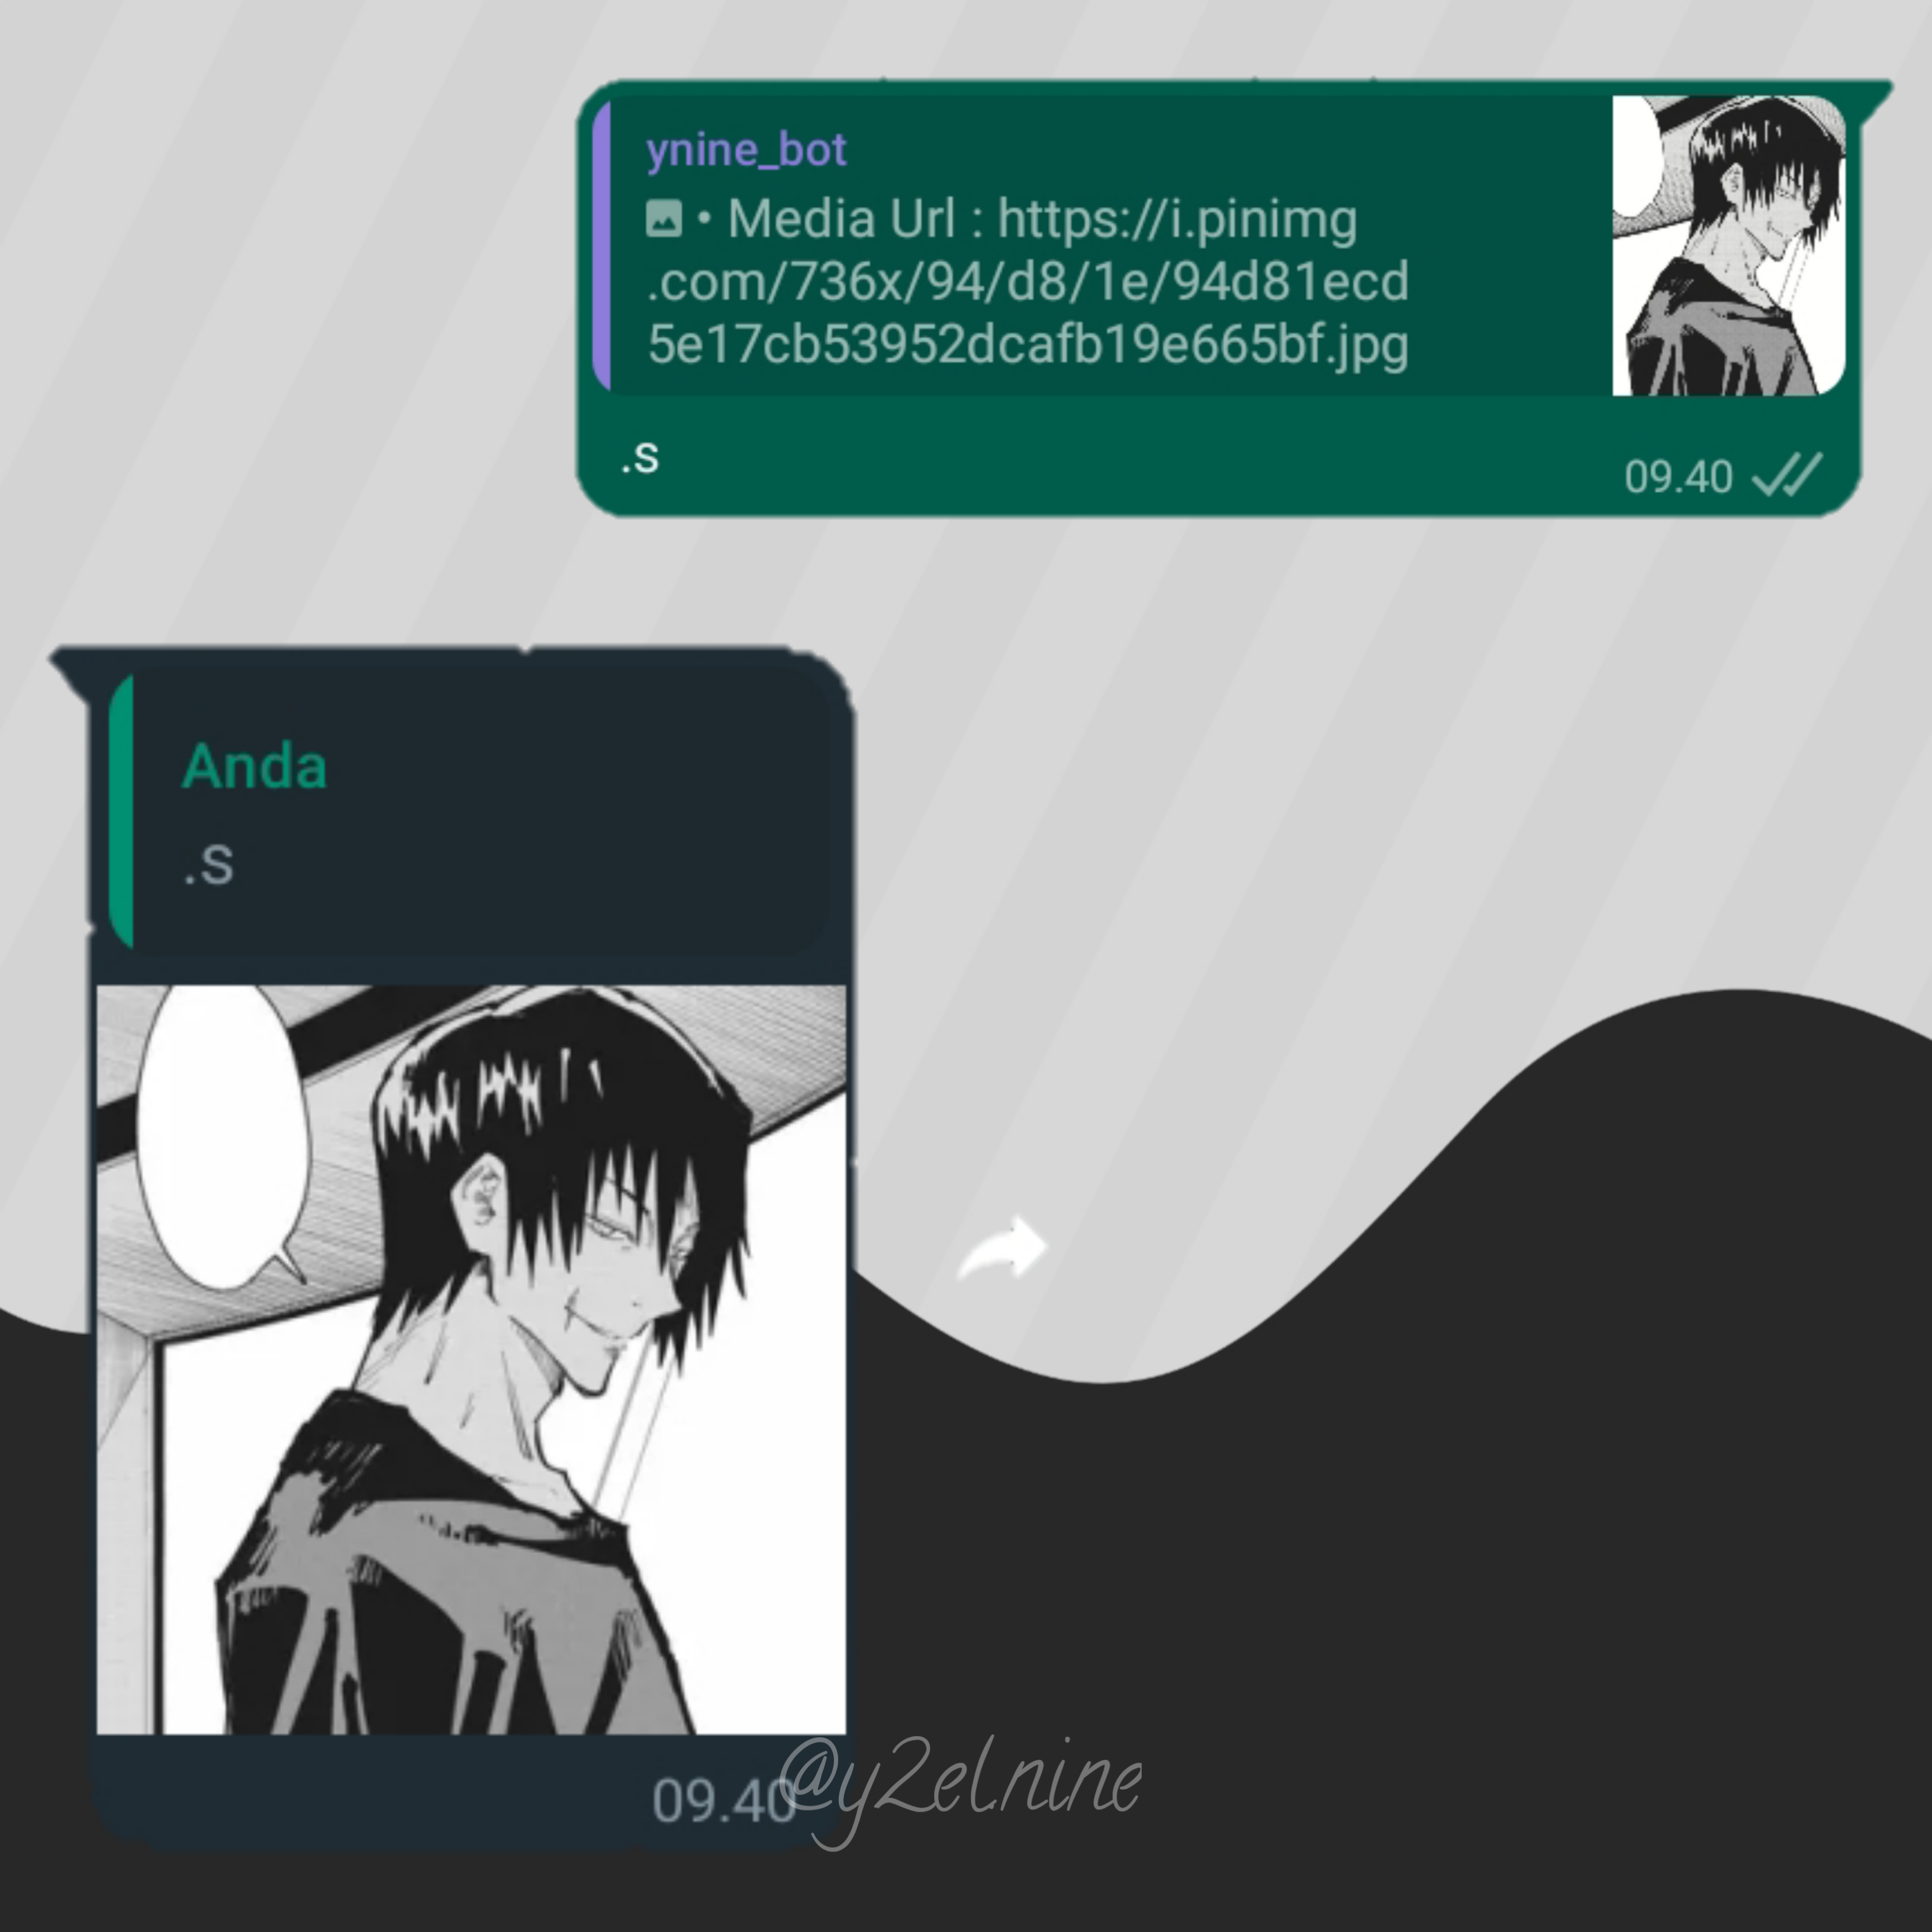 ynine_bot
• Media Url : https://i.pinimg
.com/736x/94/d8/1e/94d81ecd
5e17cb53952dcafb19e665bf.jpg
.s
09.40
Anda
.s
09.40
@y2elnine